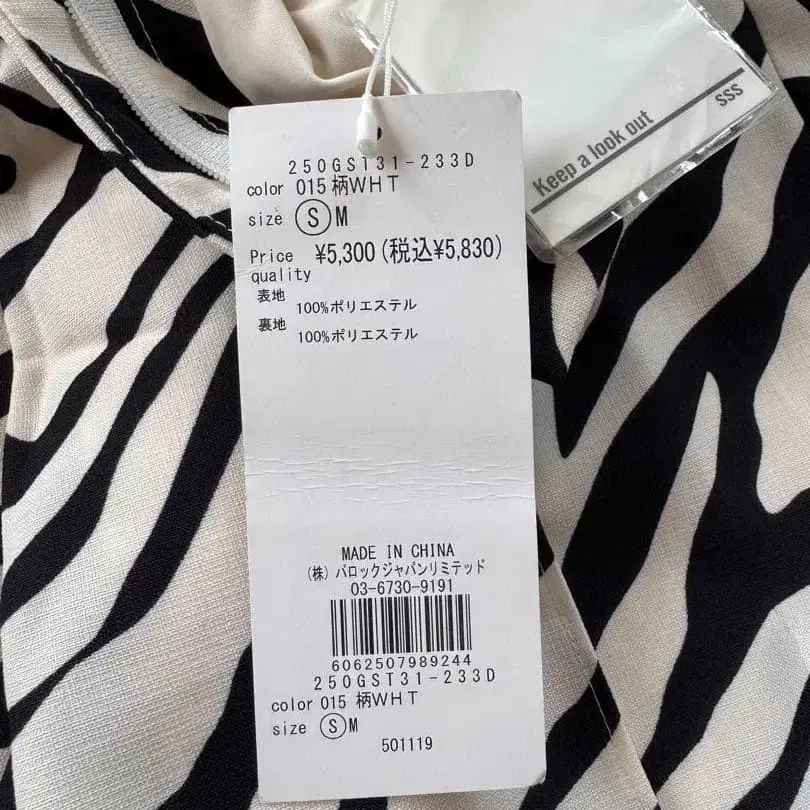 Keep a look out
sss
250GST31-233D
color 015 柄WHT
size S M
Price ¥5,300(税込¥5,830)
quality
表地 100%ポリエステル
裏地 100%ポリエステル
MADE IN CHINA
(株)バロックジャパンリミテッド
03-6730-9191
6062507989244
250GST31-233D
color 015 柄WHT
size S M
501119